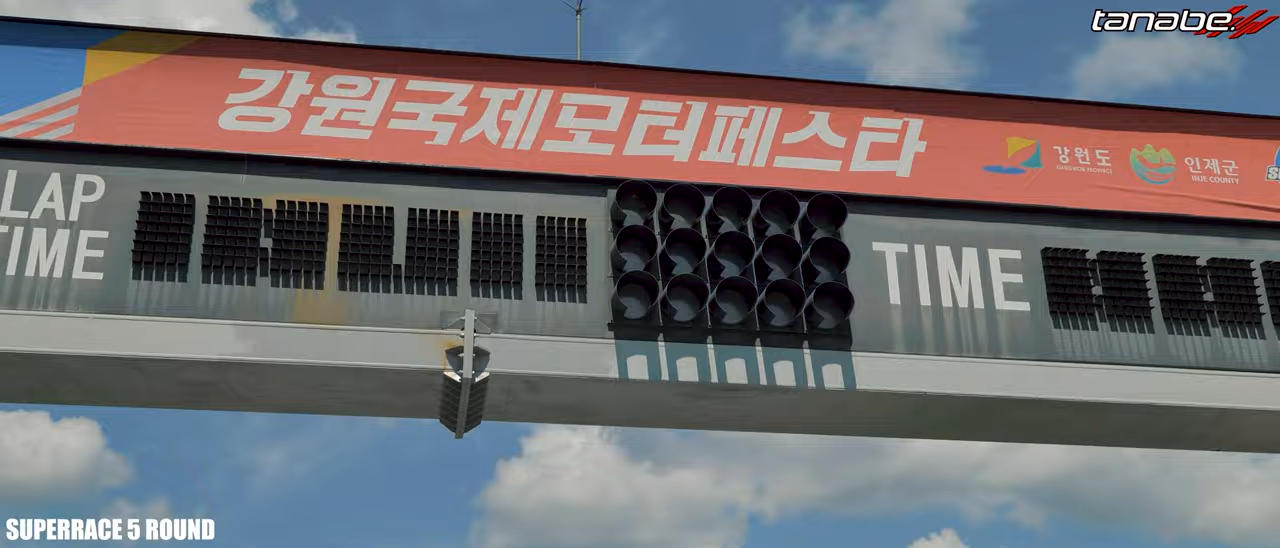 tanabe
강원국제모터페스타
강원도
GANGWON PROVINCE
인제군
INJE COUNTY
LAP
TIME
TIME
SUPERRACE 5 ROUND